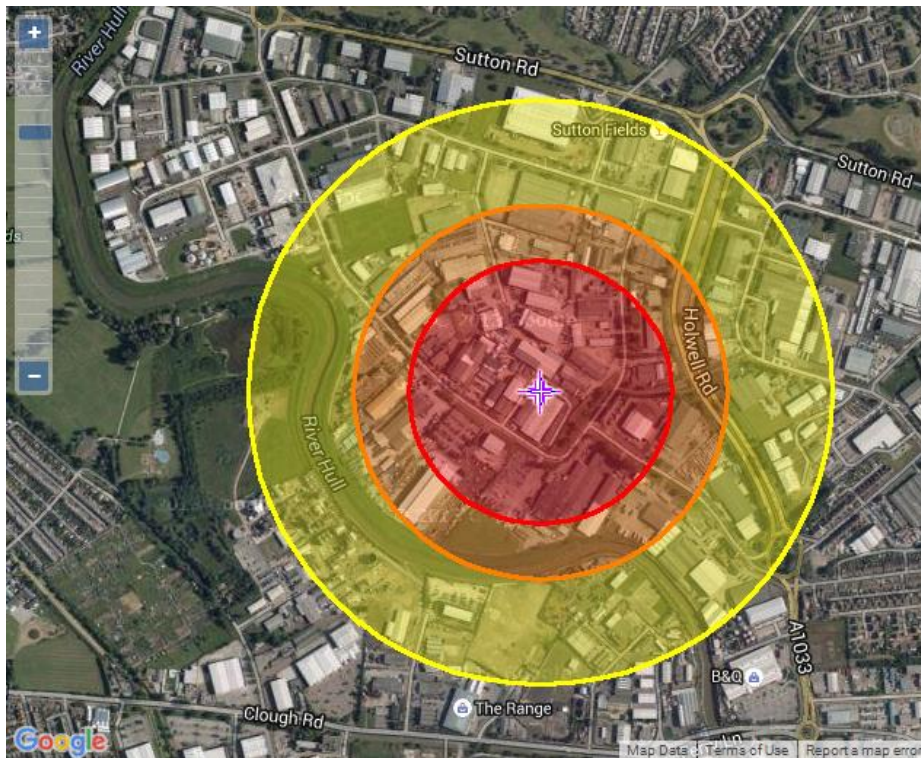 +
River Hull
Sutton Rd
Sutton Fields
Sutton Rd
ds
Holwell Rd
−
River Hull
A1033
B&Q
The Range
Clough Rd
Google
Map Data
Terms of Use
Report a map error